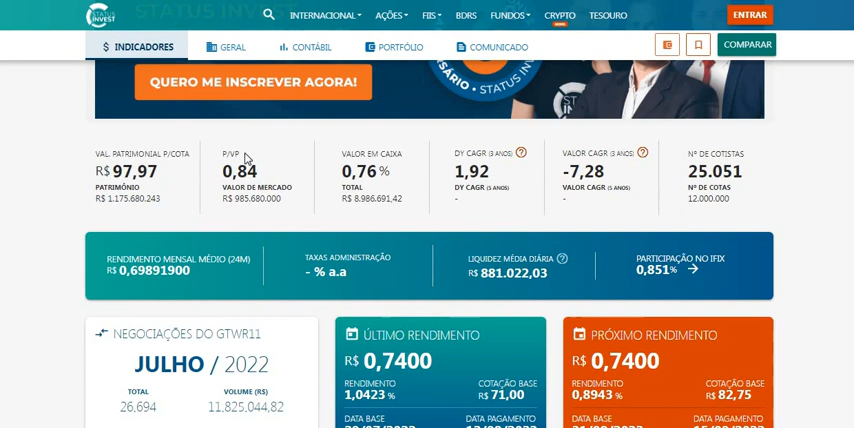 STATUS INVEST
STATUS
INVEST
INTERNACIONAL
AÇÕES
FIIS
BDRS
FUNDOS
CRYPTO
TESOURO
ENTRAR
INDICADORES
GERAL
CONTÁBIL
PORTFÓLIO
COMUNICADO
COMPARAR
QUERO ME INSCREVER AGORA!
STATUS
VAL. PATRIMONIAL P/COTA
R$ 97,97
PATRIMÔNIO
R$ 1.175.680.243
P/VP
0,84
VALOR DE MERCADO
R$ 985.680.000
VALOR EM CAIXA
0,76 %
TOTAL
R$ 8.986.691,42
DY CAGR (3 ANOS)
1,92
DY CAGR (5 ANOS)
-
VALOR CAGR (3 ANOS)
-7,28
VALOR CAGR (5 ANOS)
-
Nº DE COTISTAS
25.051
Nº DE COTAS
12.000.000
RENDIMENTO MENSAL MÉDIO (24M)
R$ 0,69891900
TAXAS ADMINISTRAÇÃO
- % a.a
LIQUIDEZ MÉDIA DIÁRIA
R$ 881.022,03
PARTICIPAÇÃO NO IFIX
0,851%
NEGOCIAÇÕES DO GTWR11
JULHO / 2022
TOTAL
26,694
VOLUME (R$)
11,825,044,82
ÚLTIMO RENDIMENTO
R$ 0,7400
RENDIMENTO
1,0423 %
COTAÇÃO BASE
R$ 71,00
DATA BASE
DATA PAGAMENTO
PRÓXIMO RENDIMENTO
R$ 0,7400
RENDIMENTO
0,8943 %
COTAÇÃO BASE
R$ 82,75
DATA BASE
DATA PAGAMENTO